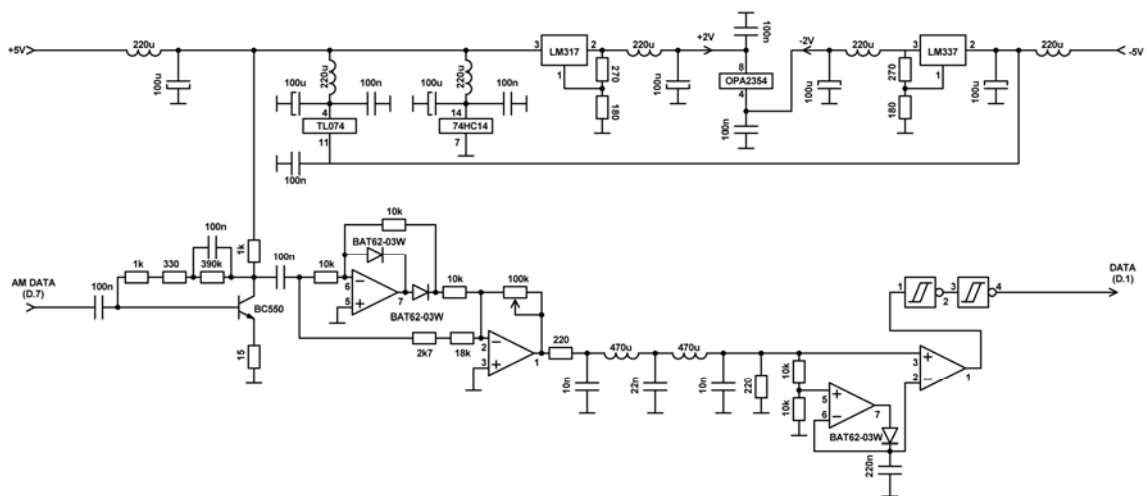 +5V
220u
100u
220u
100u
100n
4
TL074
11
100n
220u
100u
100n
14
74HC14
7
3
LM317
2
1
270
180
220u
100u
+2V
100n
8
OPA2354
4
100n
-2V
100u
220u
270
180
3
LM337
2
1
100u
220u
-5V
AM DATA
(D.7)
100n
1k
330
390k
100n
1k
BC550
15
100n
10k
10k
BAT62-03W
6
5
7
BAT62-03W
10k
2k7
18k
100k
2
3
1
220
10n
470u
22n
470u
10n
220
10k
10k
5
6
7
BAT62-03W
220n
3
2
1
1
2
3
4
DATA
(D.1)